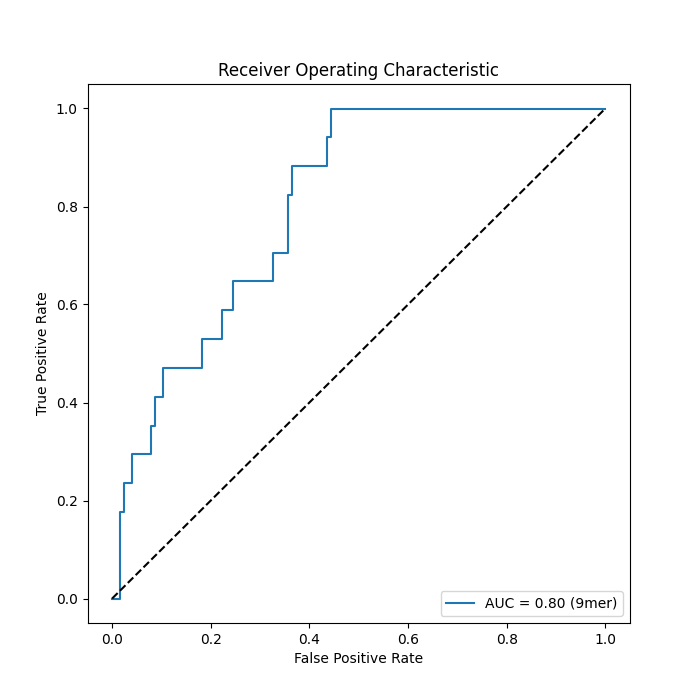 Receiver Operating Characteristic
True Positive Rate
1.0
0.8
0.6
0.4
0.2
0.0
AUC = 0.80 (9mer)
0.0 0.2 0.4 0.6 0.8 1.0
False Positive Rate